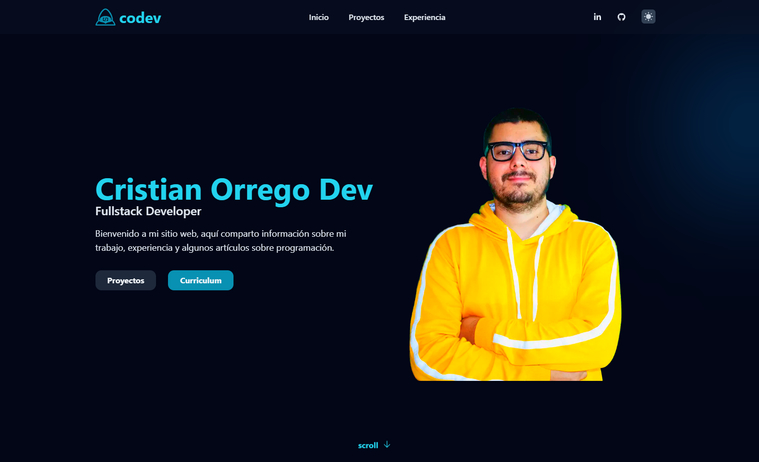 codev
Inicio
Proyectos
Experiencia
in
Cristian Orrego Dev
Fullstack Developer
Bienvenido a mi sitio web, aquí comparto información sobre mi
trabajo, experiencia y algunos artículos sobre programación.
Proyectos
Curriculum
scroll